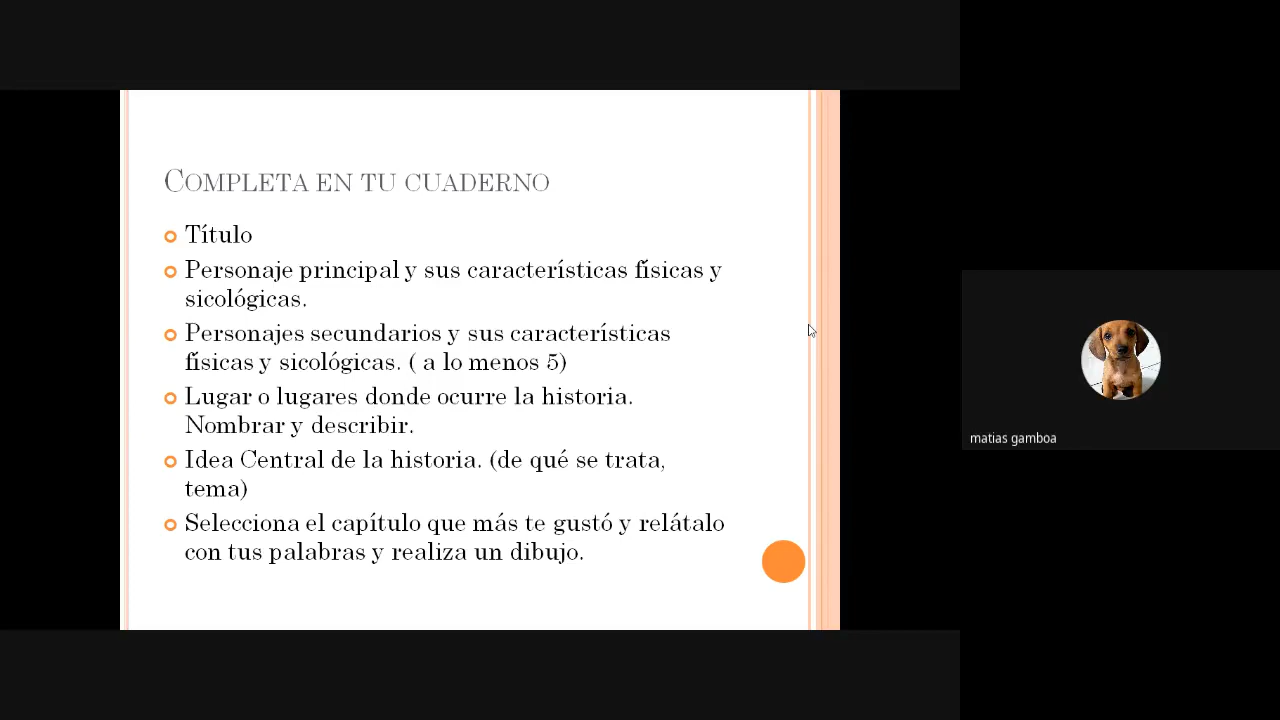 COMPLETA EN TU CUADERNO
Título
Personaje principal y sus características físicas y
sicológicas.
Personajes secundarios y sus características
físicas y sicológicas. ( a lo menos 5)
Lugar o lugares donde ocurre la historia.
Nombrar y describir.
Idea Central de la historia. (de qué se trata,
tema)
Selecciona el capítulo que más te gustó y relátalo
con tus palabras y realiza un dibujo.
matias gamboa